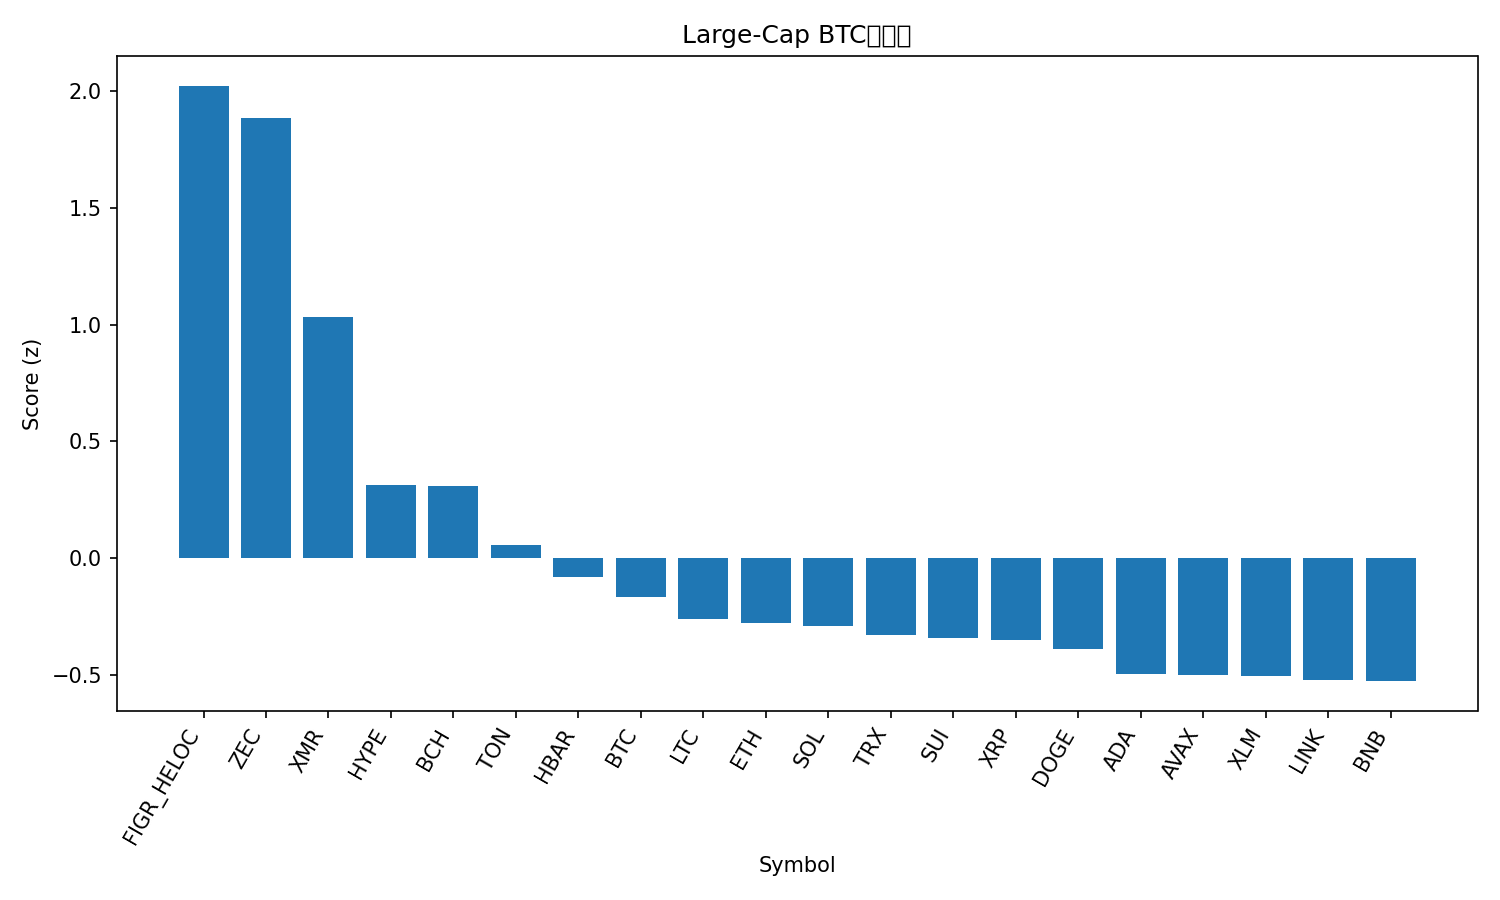 Large-Cap BTC
2.0
1.5
1.0
0.5
0.0
−0.5
Score (z)
FIGR_HELOC
ZEC
XMR
HYPE
BCH
TON
HBAR
BTC
LTC
ETH
SOL
TRX
SUI
XRP
DOGE
ADA
AVAX
XLM
LINK
BNB
Symbol